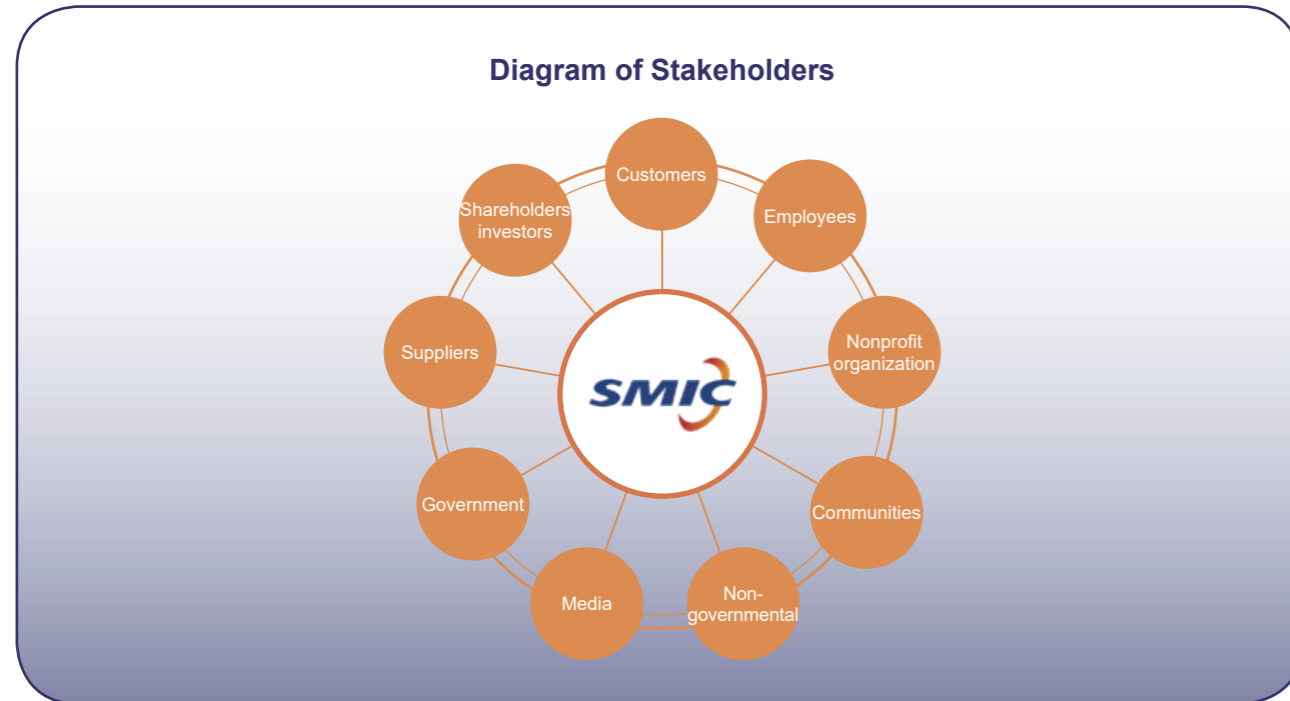 Diagram of Stakeholders
Customers
Employees
Nonprofit
organization
Communities
Non-
governmental
Media
Government
Suppliers
Shareholders
investors
SMIC